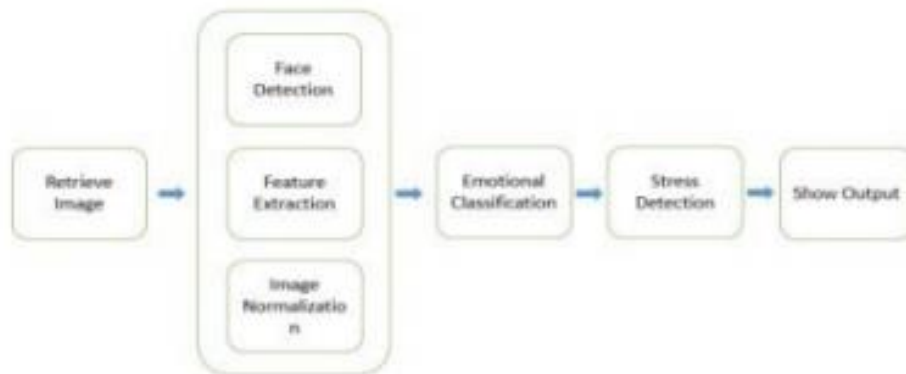 Retrieve
Image
Face
Detection
Feature
Extraction
Image
Normalizatio
n
Emotional
Classification
Stress
Detection
Show Output